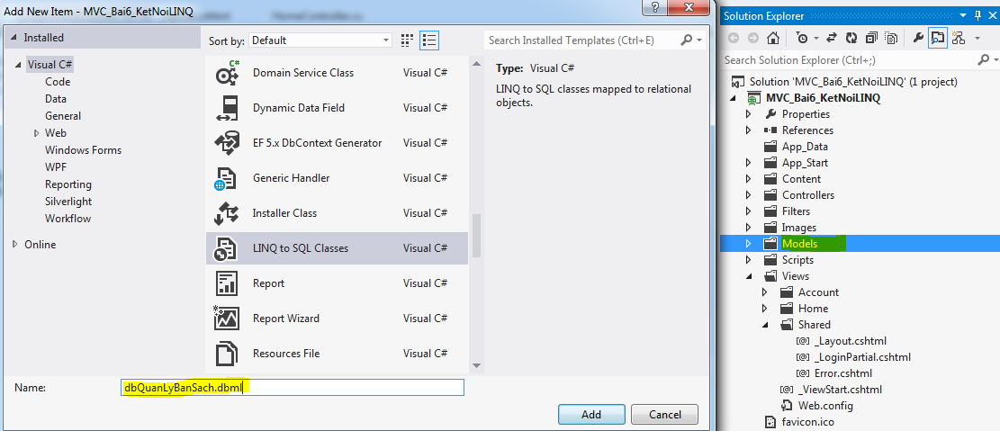 Add New Item - MVC_Bai6_KetNoiLINQ
Installed
Visual C#
Code
Data
General
Web
Windows Forms
WPF
Reporting
Silverlight
Workflow
Online
Sort by: Default
Search Installed Templates (Ctrl+E)
C#
Domain Service Class Visual C#
Dynamic Data Field Visual C#
EF 5.x DbContext Generator Visual C#
Generic Handler Visual C#
Installer Class Visual C#
LINQ to SQL Classes Visual C#
Report Visual C#
Report Wizard Visual C#
Resources File Visual C#
Type: Visual C#
LINQ to SQL classes mapped to relational
objects.
Name: dbQuanLyBanSach.dbml
Add Cancel
Solution Explorer
Search Solution Explorer (Ctrl+;)
Solution 'MVC_Bai6_KetNoiLINQ' (1 project)
MVC_Bai6_KetNoiLINQ
Properties
References
App_Data
App_Start
Content
Controllers
Filters
Images
Models
Scripts
Views
Account
Home
Shared
[@] _Layout.cshtml
[@] _LoginPartial.cshtml
[@] Error.cshtml
[@] _ViewStart.cshtml
Web.config
favicon.ico